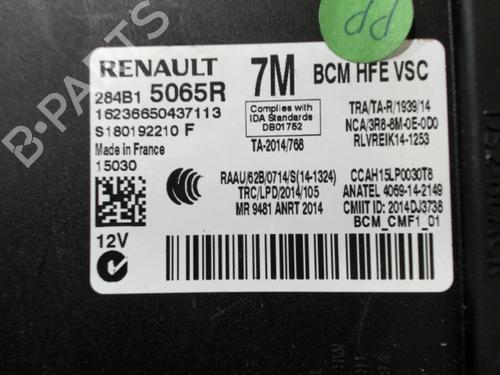 PP
RENAULT 7M BCM HFE VSC
284B1 5065R
16236650437113
S180192210 F
Made in France
15030
12V
Complies with
IDA Standards
DB01752
TA-2014/768
TRA/TA-R/1939/14
NCA/3R8-8M-0E-0D0
RLVREIK14-1253
RAAU/62B/0714/S(14-1324)
TRC/LPD/2014/105
MR 9481 ANRT 2014
CCAH15LP0030T8
ANATEL 4069-14-2149
CMIIT ID: 2014DJ3738
BCM_CMF1_01